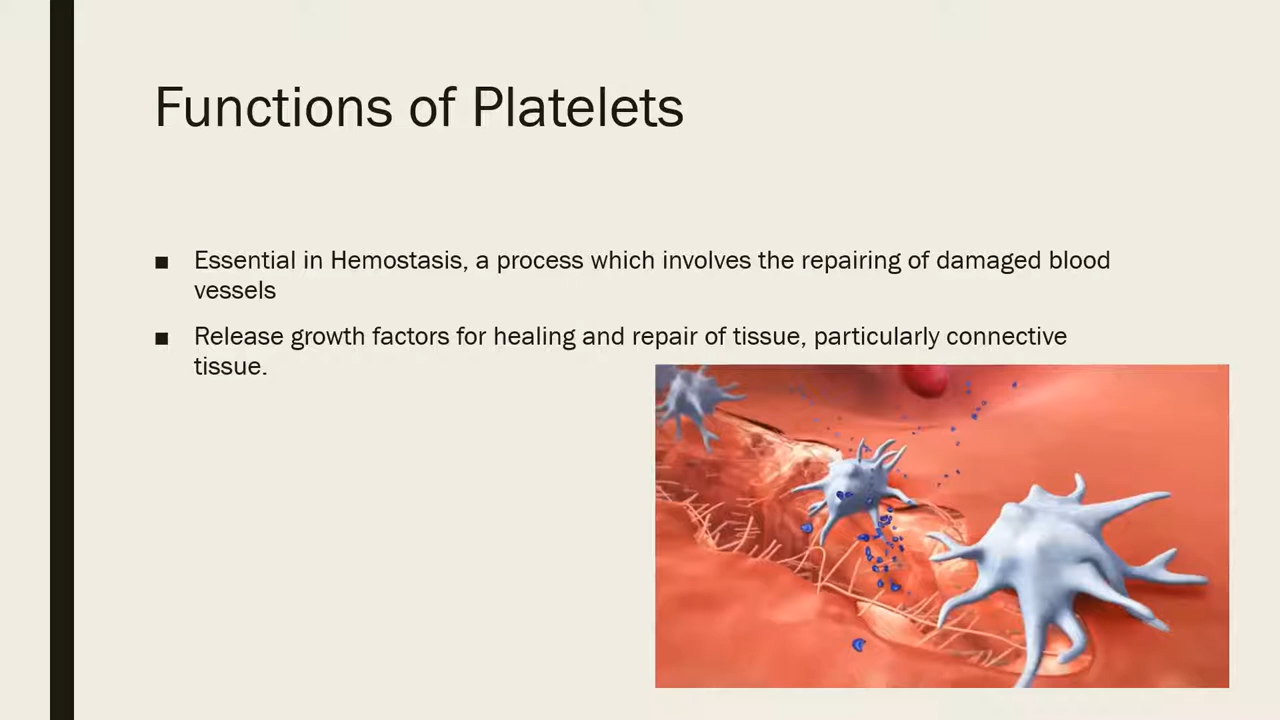 Functions of Platelets
■ Essential in Hemostasis, a process which involves the repairing of damaged blood
vessels
■ Release growth factors for healing and repair of tissue, particularly connective
tissue.